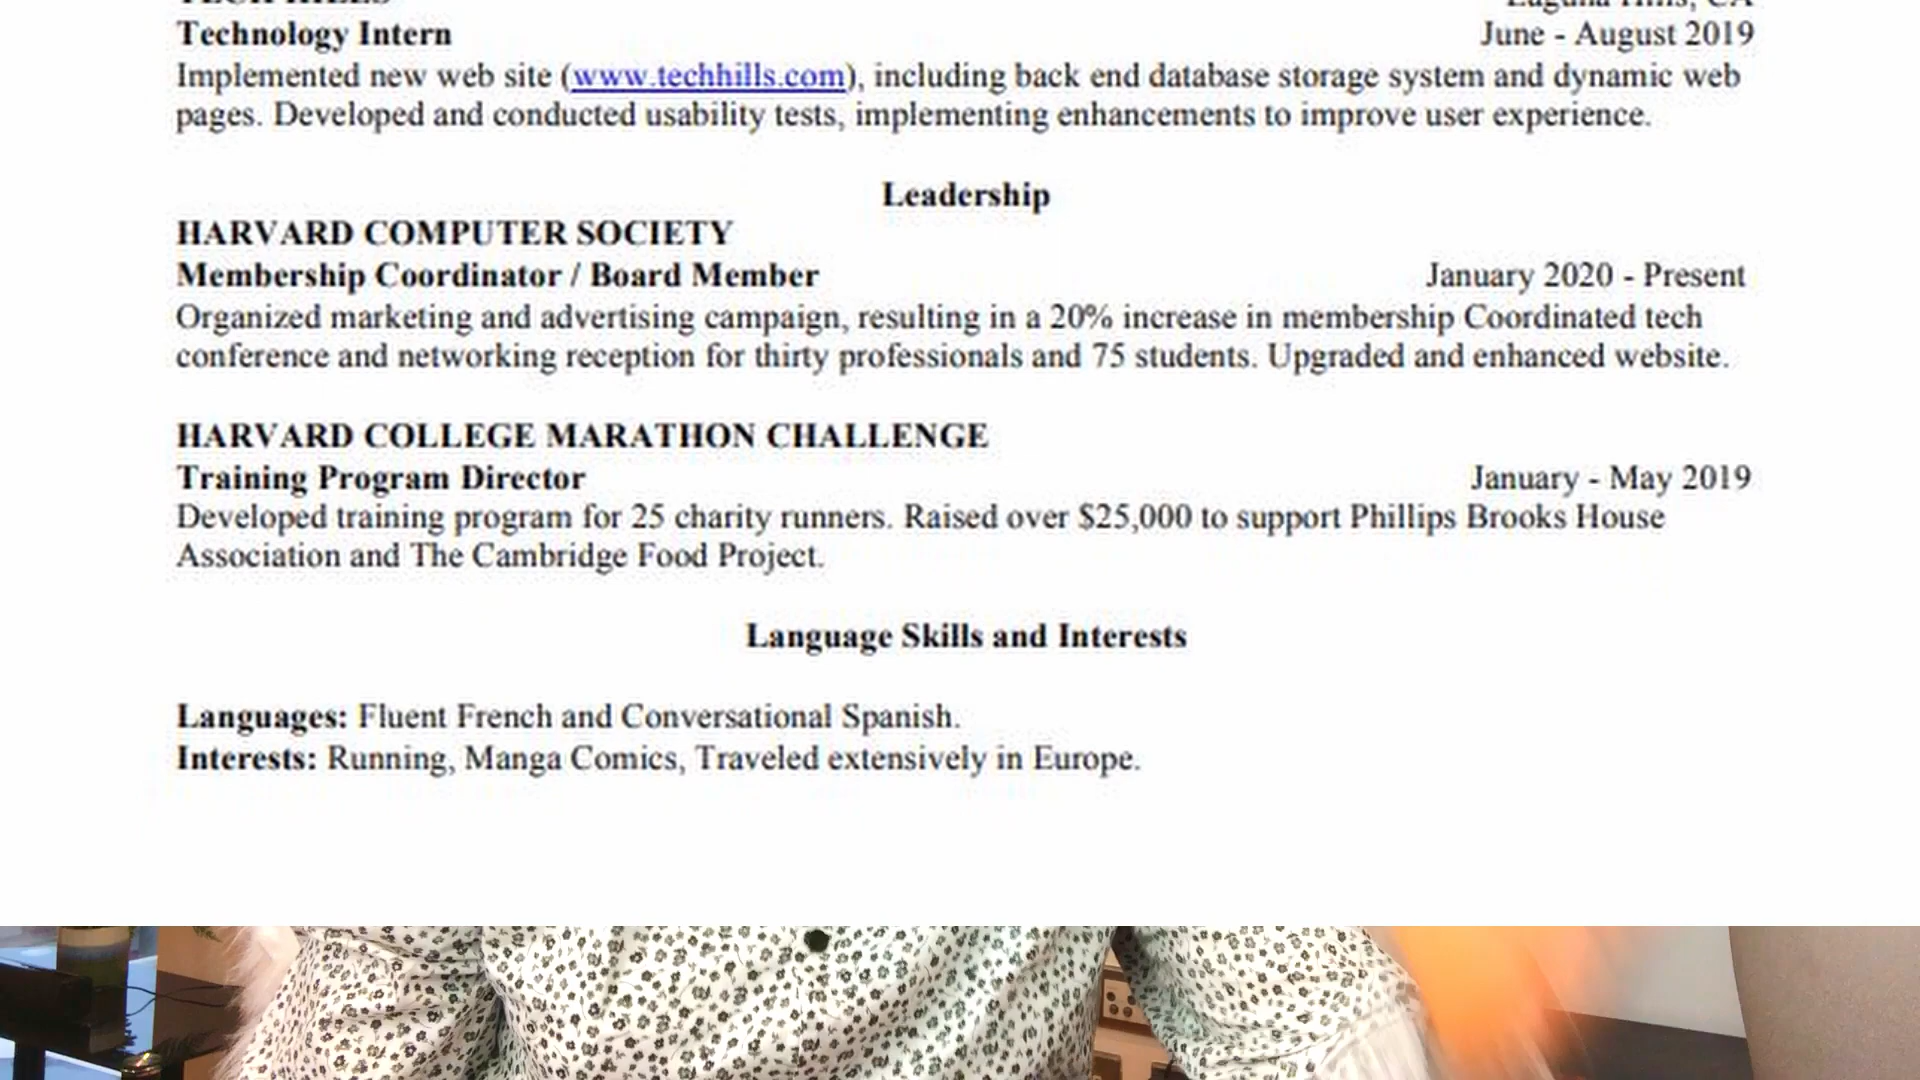 TECH HILLS
Laguna Hills, CA
Technology Intern
June - August 2019
Implemented new web site (www.techhills.com), including back end database storage system and dynamic web
pages. Developed and conducted usability tests, implementing enhancements to improve user experience.
Leadership
HARVARD COMPUTER SOCIETY
Membership Coordinator / Board Member
January 2020 - Present
Organized marketing and advertising campaign, resulting in a 20% increase in membership Coordinated tech
conference and networking reception for thirty professionals and 75 students. Upgraded and enhanced website.
HARVARD COLLEGE MARATHON CHALLENGE
Training Program Director
January - May 2019
Developed training program for 25 charity runners. Raised over $25,000 to support Phillips Brooks House
Association and The Cambridge Food Project.
Language Skills and Interests
Languages: Fluent French and Conversational Spanish.
Interests: Running, Manga Comics, Traveled extensively in Europe.